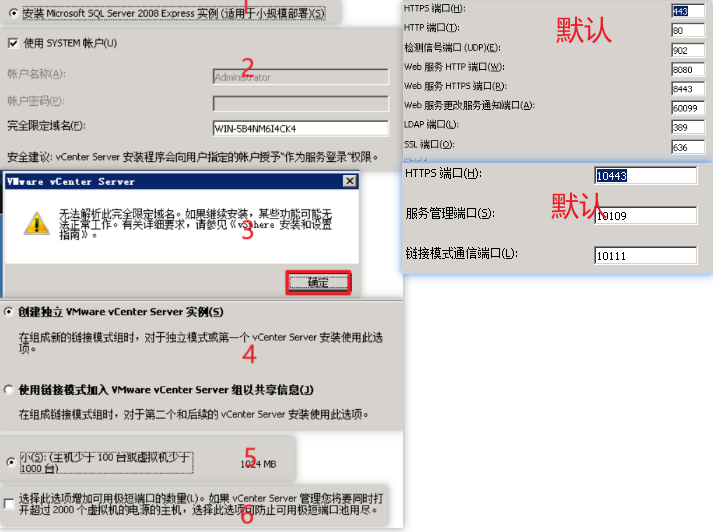 1
安装 Microsoft SQL Server 2008 Express 实例 (适用于小规模部署)(S)
使用 SYSTEM 帐户(U)
2
帐户名称(A):
Administrator
帐户密码(P):
完全限定域名(F):
WIN-5B4NM6I4CK4
安全建议: vCenter Server 安装程序会向用户指定的帐户授予“作为服务登录”权限。
VMware vCenter Server
无法解析此完全限定域名。如果继续安装，某些功能可能无
法正常工作。有关详细要求，请参见《vSphere 安装和设置
指南》。
3
确定
创建独立 VMware vCenter Server 实例(S)
在组成新的链接模式组时，对于独立模式或第一个 vCenter Server 安装使用此选
项。
4
使用链接模式加入 VMware vCenter Server 组以共享信息(J)
在组成链接模式组时，对于第二个和后续的 vCenter Server 安装使用此选项。
5
小(S): (主机少于 100 台或虚拟机少于
1000 台)
1024 MB
选择此选项增加可用极短端口的数量(L)。如果 vCenter Server 管理您将要同时打
开超过 2000 个虚拟机的电源的主机，选择此选项可防止可用极短端口池用尽。
6
HTTPS 端口(H):
443
HTTP 端口(T):
80
默认
检测信号端口 (UDP)(E):
902
Web 服务 HTTP 端口(W):
8080
Web 服务 HTTPS 端口(R):
8443
Web 服务更改服务通知端口(A):
60099
LDAP 端口(L):
389
SSL 端口(O):
636
HTTPS 端口(H):
10443
服务管理端口(S):
默认
10109
链接模式通信端口(L):
10111